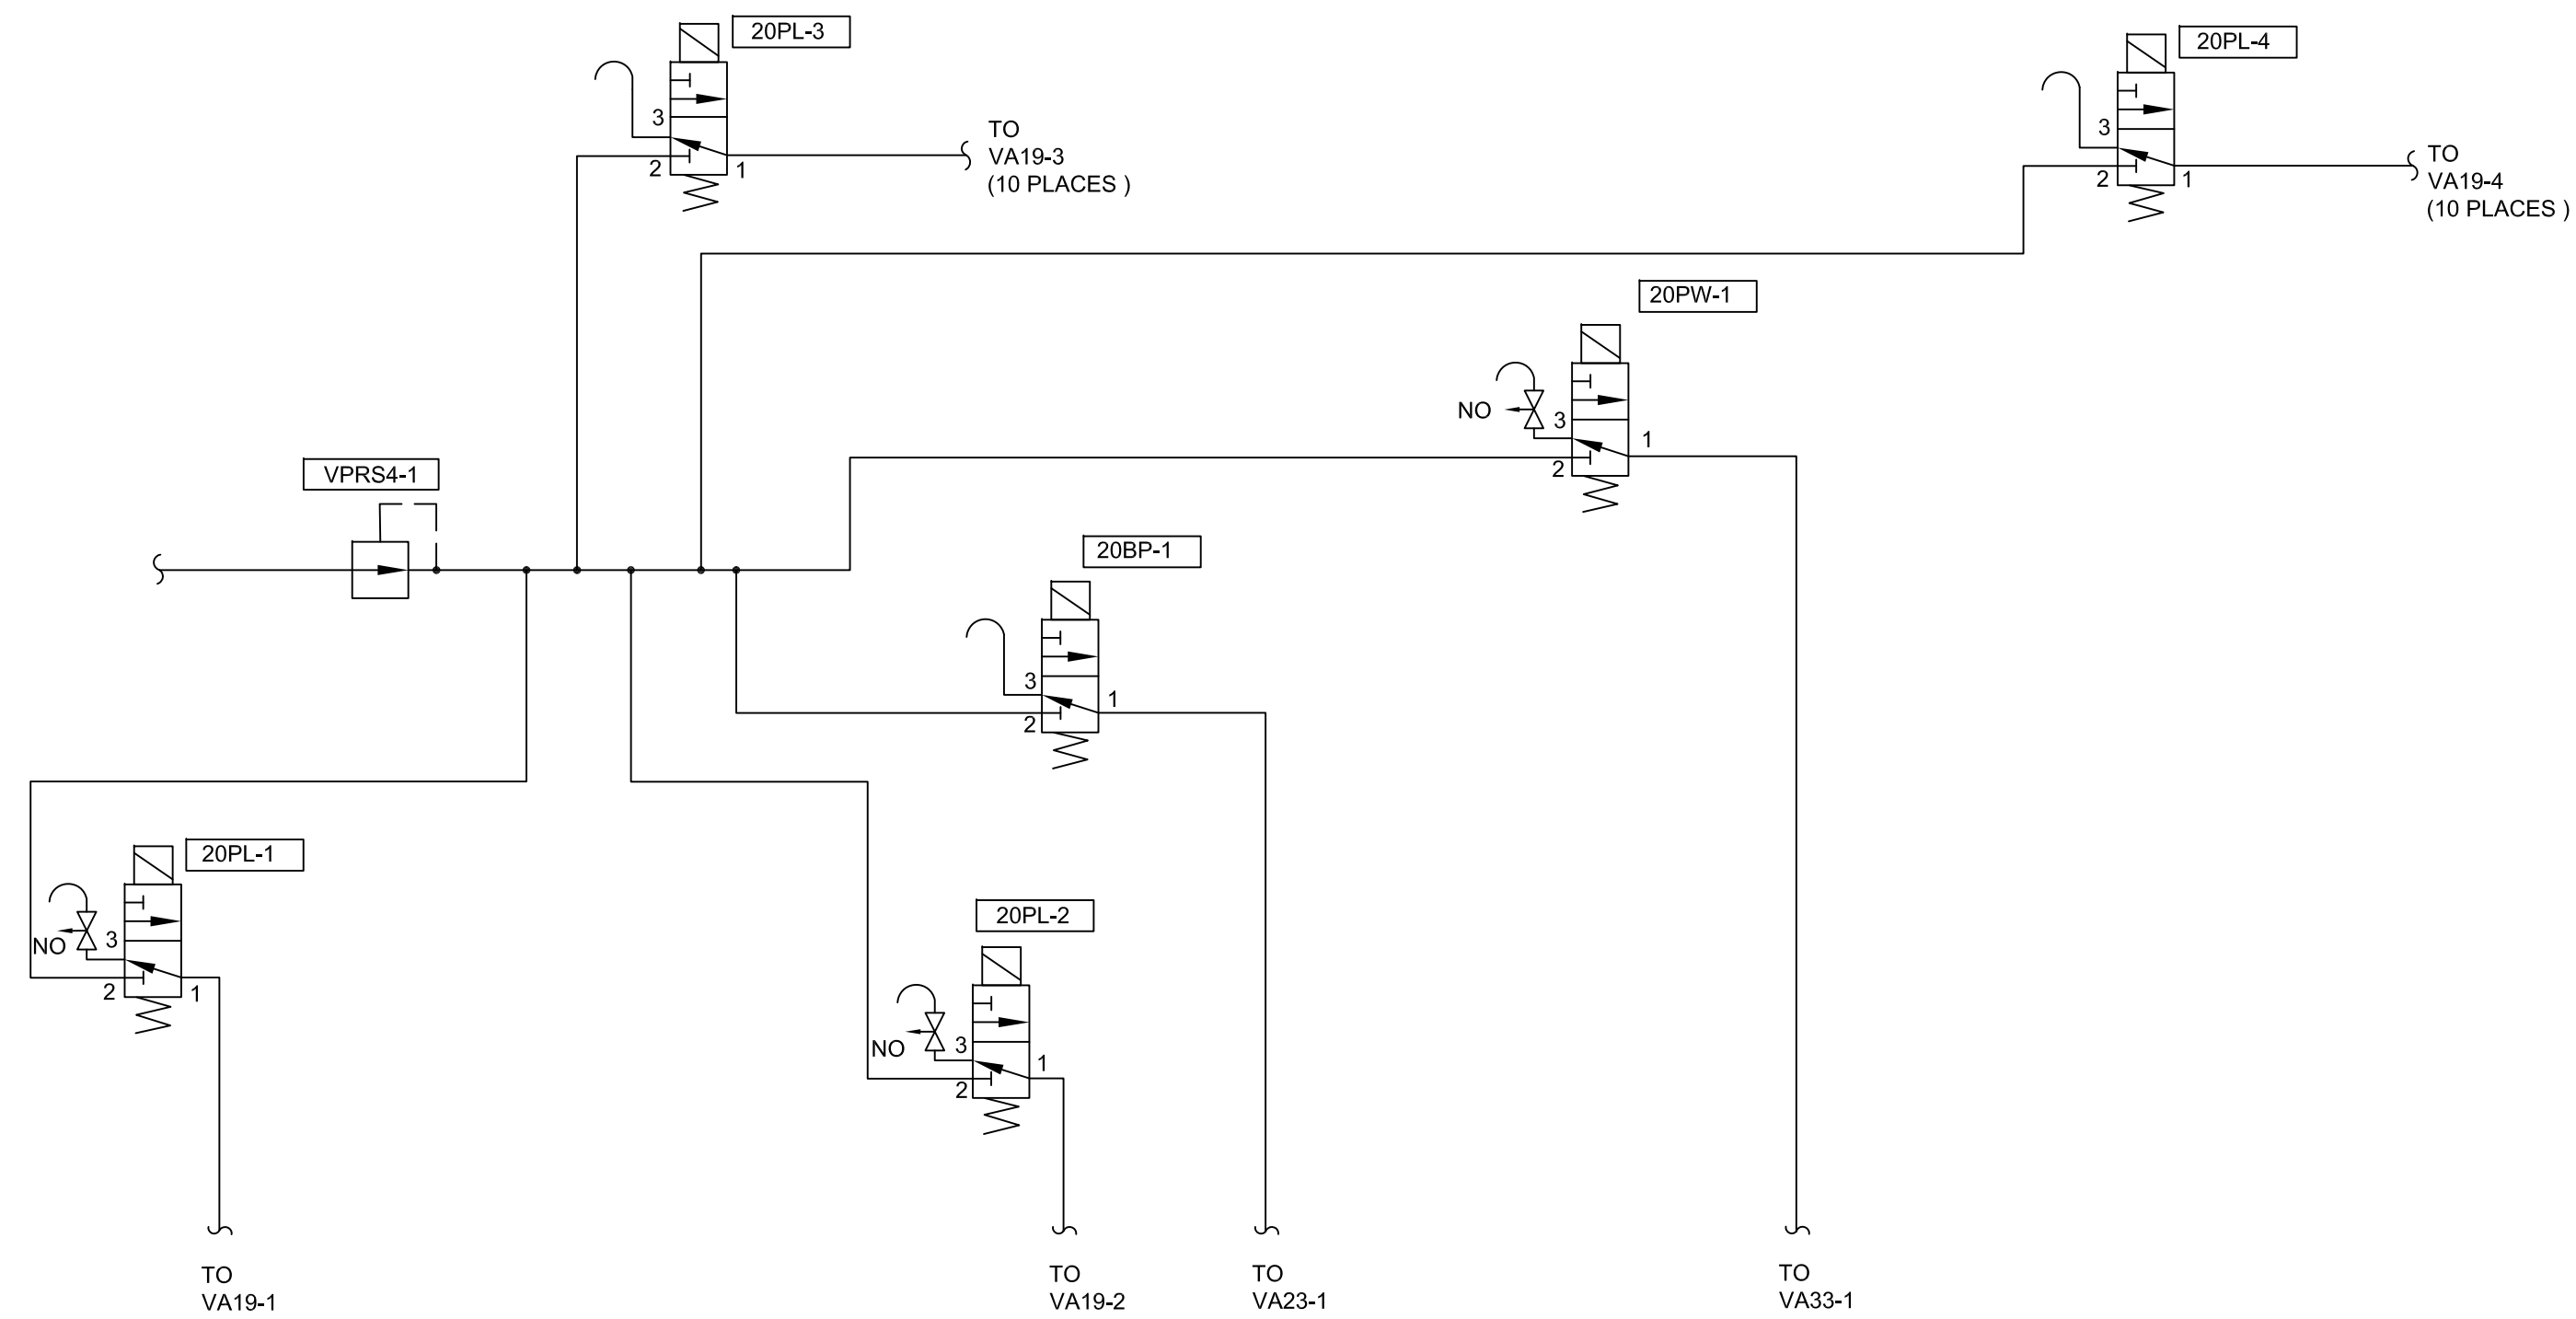 20PL-3
3
2
1
TO
VA19-3
(10 PLACES )
20PL-4
3
2
1
TO
VA19-4
(10 PLACES )
20PW-1
NO
3
1
2
VPRS4-1
20BP-1
3
1
2
20PL-1
NO
3
2
1
20PL-2
NO
3
1
2
TO
VA19-1
TO
VA19-2
TO
VA23-1
TO
VA33-1